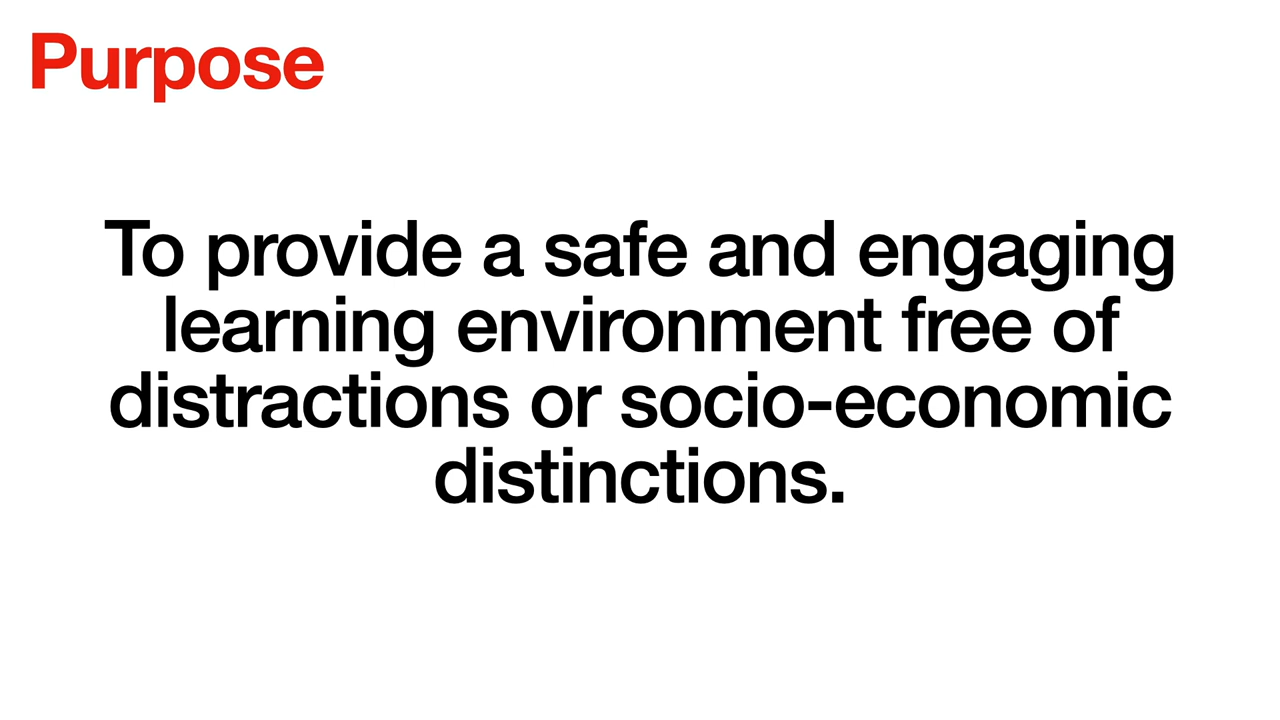 Purpose
To provide a safe and engaging
learning environment free of
distractions or socio-economic
distinctions.